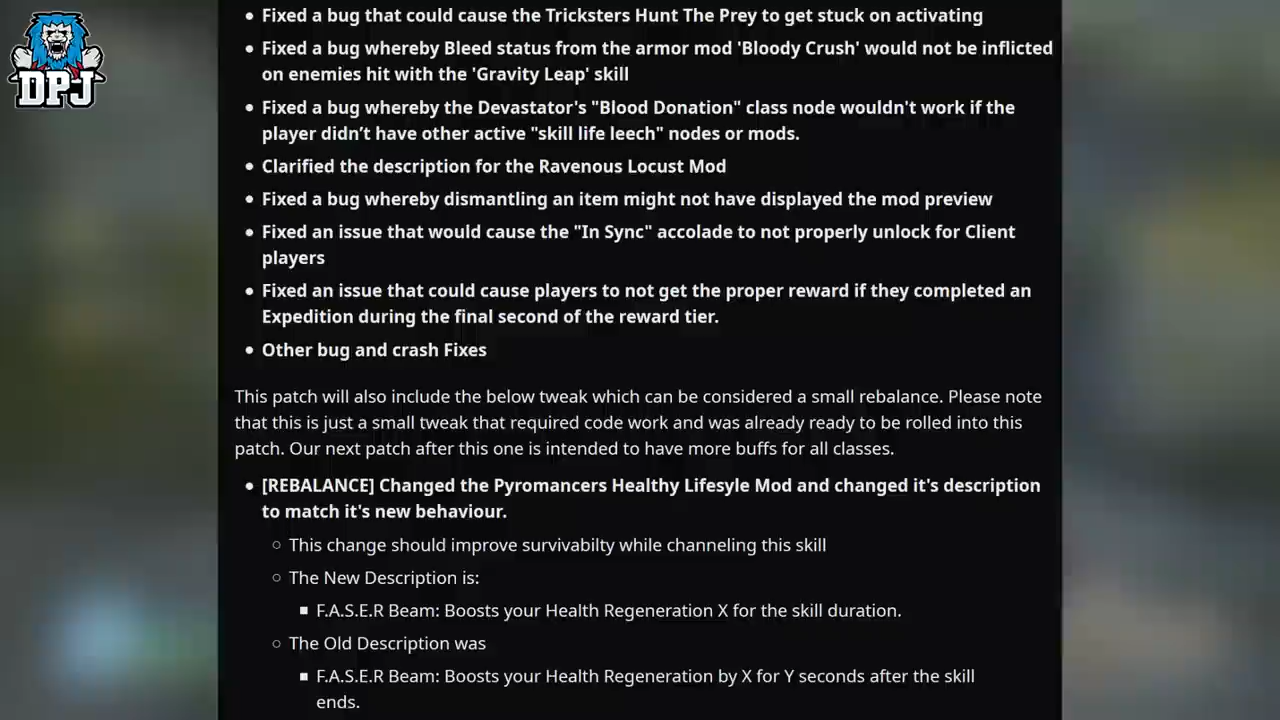 DPJ
Fixed a bug that could cause the Tricksters Hunt The Prey to get stuck on activating
Fixed a bug whereby Bleed status from the armor mod 'Bloody Crush' would not be inflicted
on enemies hit with the 'Gravity Leap' skill
Fixed a bug whereby the Devastator's "Blood Donation" class node wouldn't work if the
player didn't have other active "skill life leech" nodes or mods.
Clarified the description for the Ravenous Locust Mod
Fixed a bug whereby dismantling an item might not have displayed the mod preview
Fixed an issue that would cause the "In Sync" accolade to not properly unlock for Client
players
Fixed an issue that could cause players to not get the proper reward if they completed an
Expedition during the final second of the reward tier.
Other bug and crash Fixes
This patch will also include the below tweak which can be considered a small rebalance. Please note
that this is just a small tweak that required code work and was already ready to be rolled into this
patch. Our next patch after this one is intended to have more buffs for all classes.
[REBALANCE] Changed the Pyromancers Healthy Lifesyle Mod and changed it's description
to match it's new behaviour.
This change should improve survivabilty while channeling this skill
The New Description is:
F.A.S.E.R Beam: Boosts your Health Regeneration X for the skill duration.
The Old Description was
F.A.S.E.R Beam: Boosts your Health Regeneration by X for Y seconds after the skill
ends.